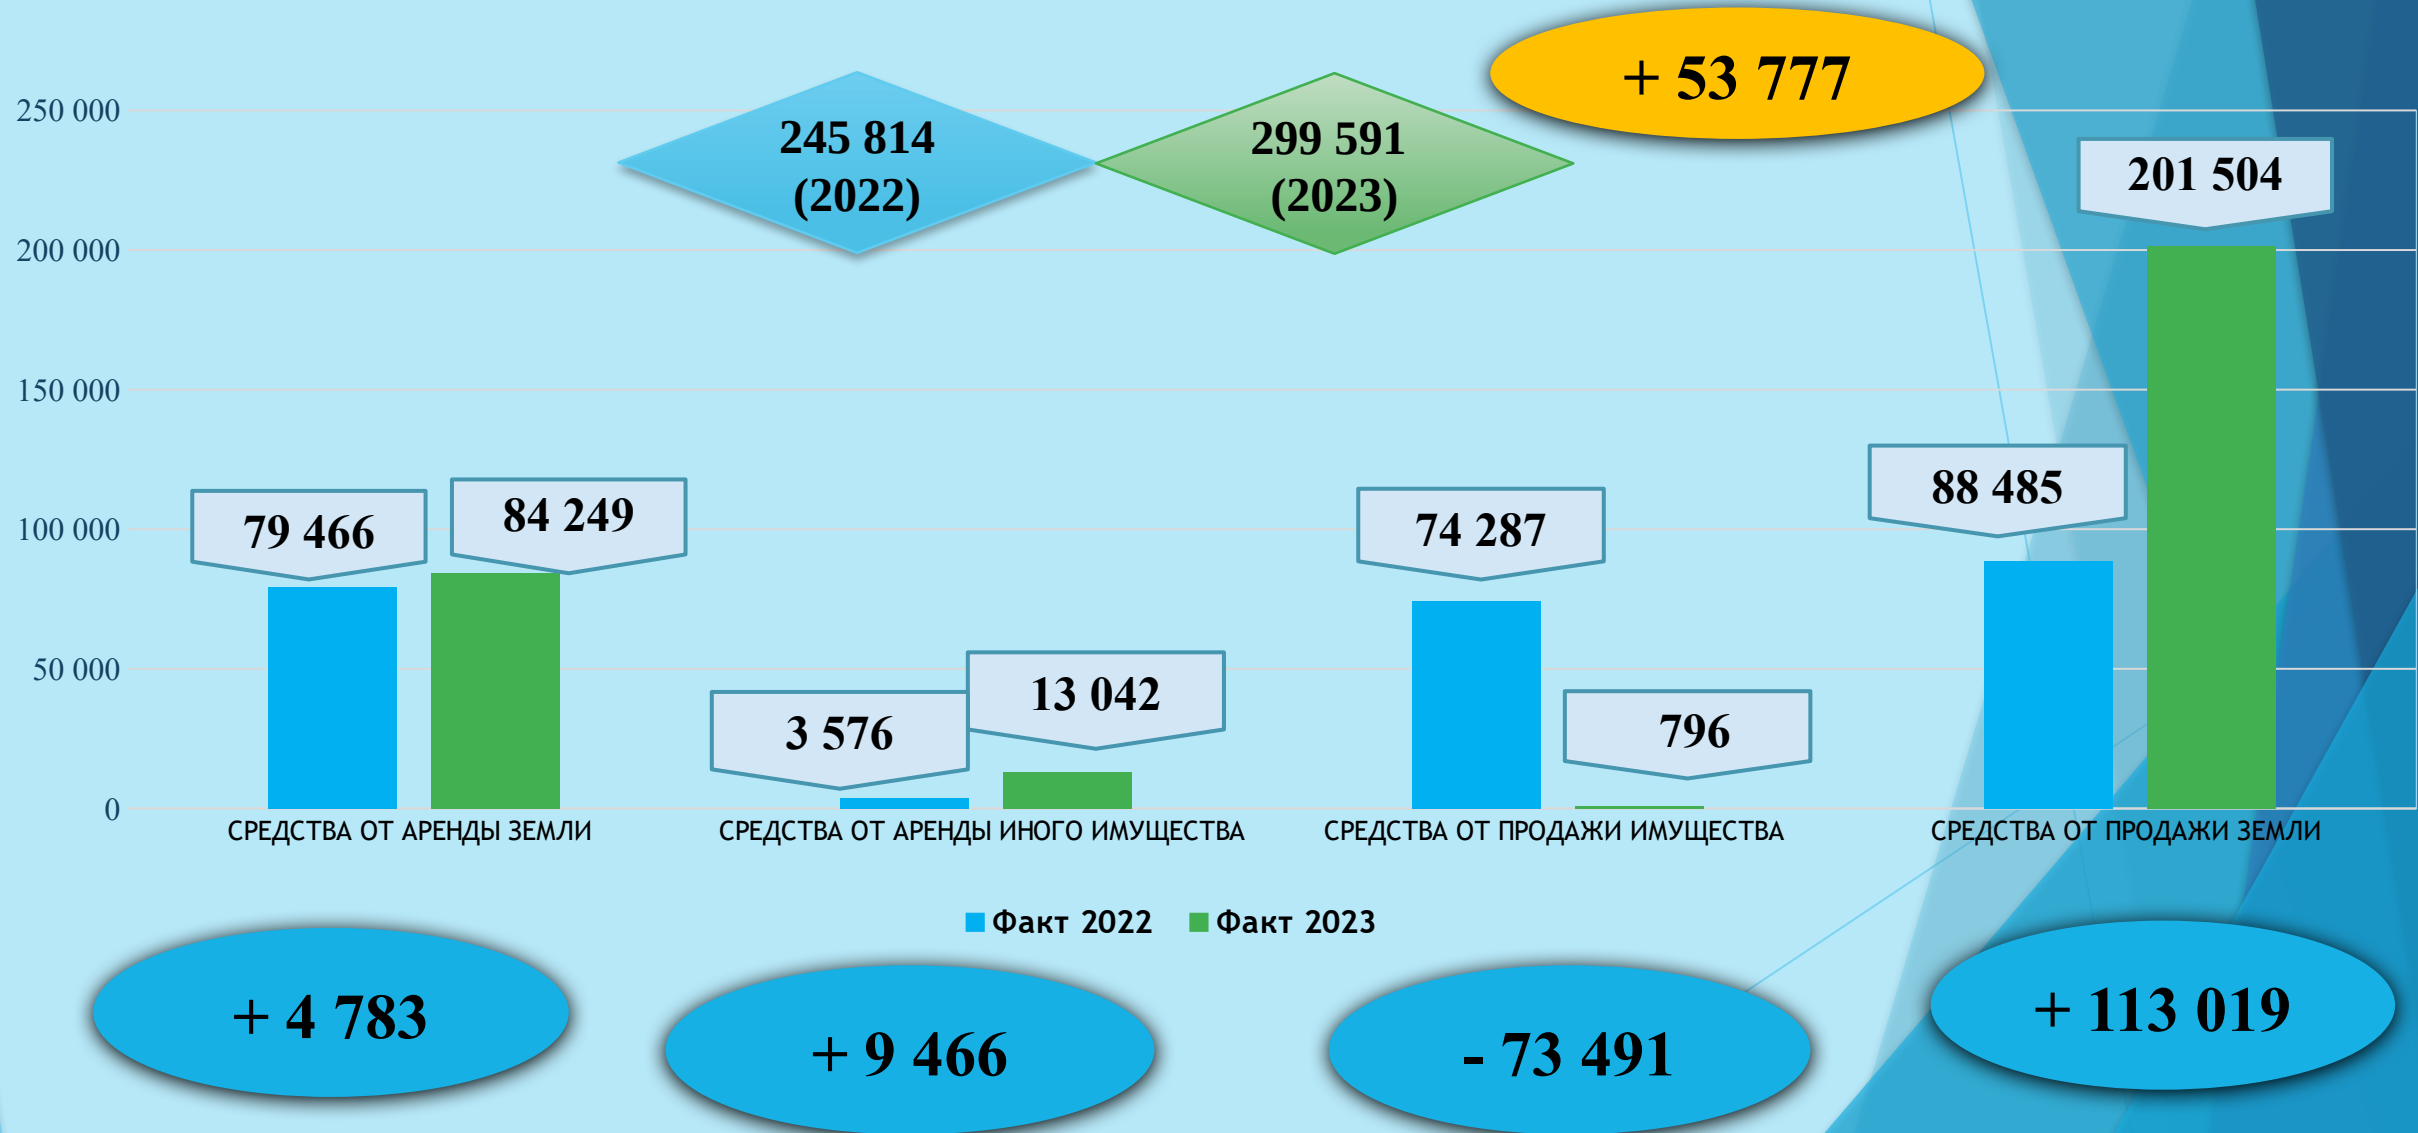 + 53 777
245 814
(2022)
299 591
(2023)
250 000
200 000
150 000
100 000
50 000
0
79 466
84 249
3 576
13 042
74 287
796
88 485
201 504
СРЕДСТВА ОТ АРЕНДЫ ЗЕМЛИ
СРЕДСТВА ОТ АРЕНДЫ ИНОГО ИМУЩЕСТВА
СРЕДСТВА ОТ ПРОДАЖИ ИМУЩЕСТВА
СРЕДСТВА ОТ ПРОДАЖИ ЗЕМЛИ
Факт 2022
Факт 2023
+ 4 783
+ 9 466
- 73 491
+ 113 019